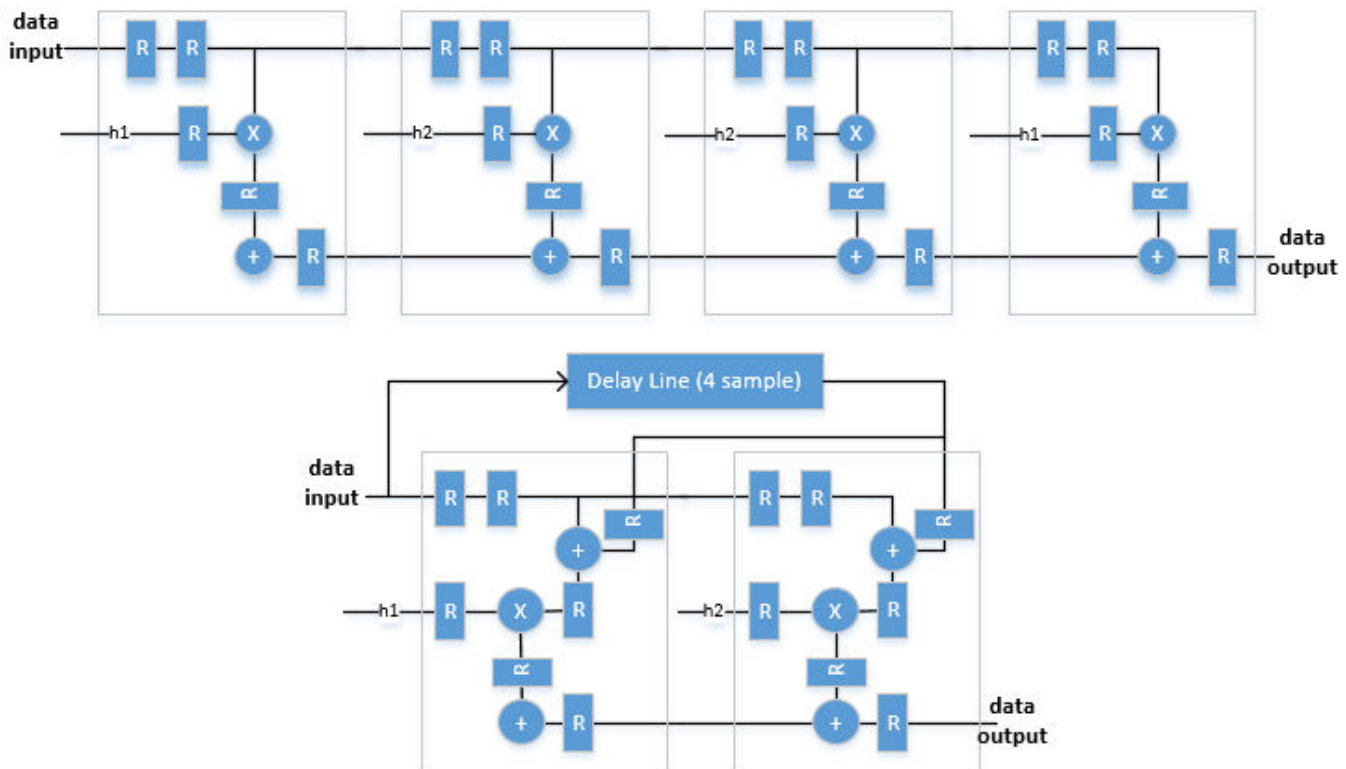 data
input
R R R R R R R R
h1 R X h2 R X h2 R X h1 R X
R R R R
+ R + R + R + R
data
output
Delay Line (4 sample)
data
input
R R R R R R
+ +
h1 R X R h2 R X R
R R
+ R + R
data
output